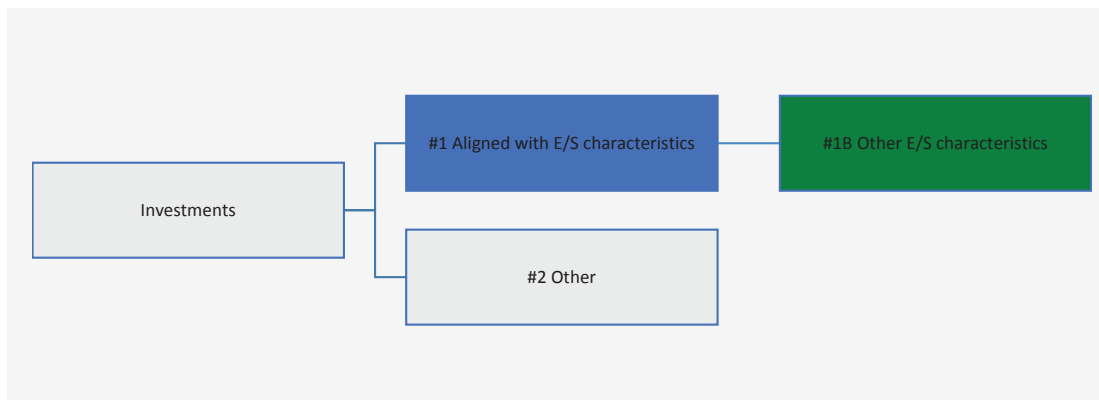 #1 Aligned with E/S characteristics
#1B Other E/S characteristics
Investments
#2 Other